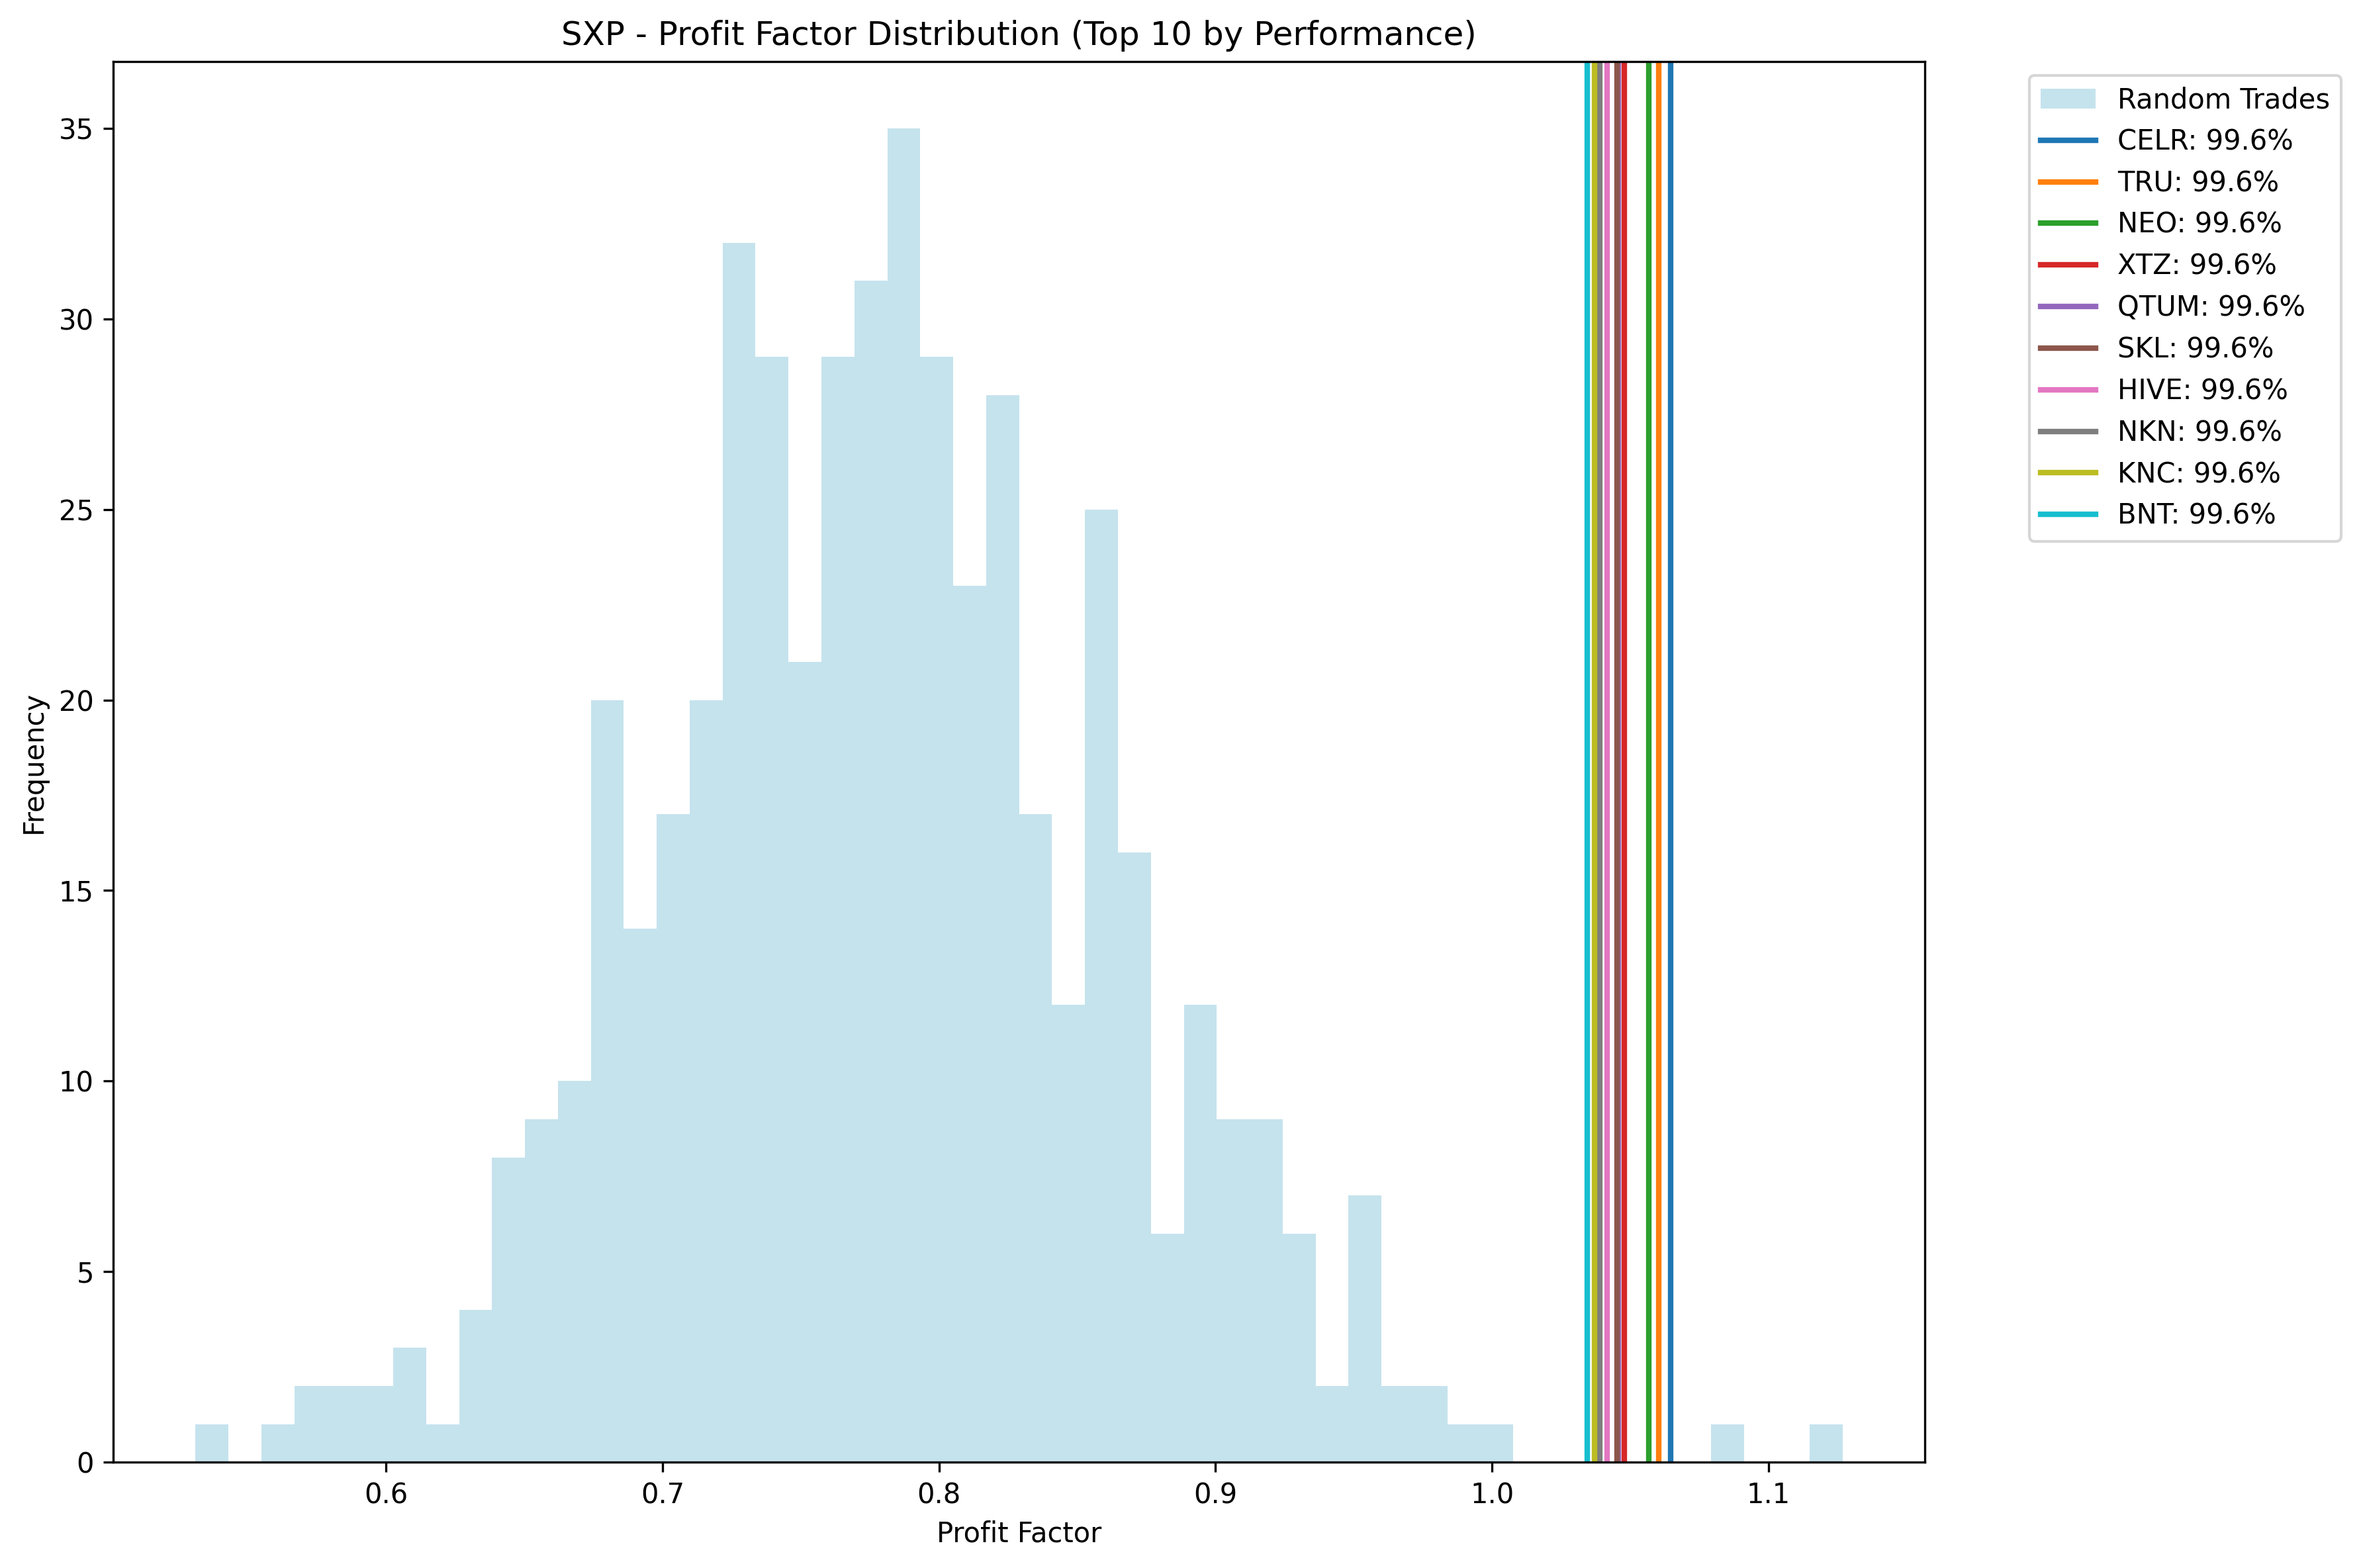 SXP - Profit Factor Distribution (Top 10 by Performance)
Frequency
35
30
25
20
15
10
5
0
0.6
0.7
0.8
0.9
1.0
1.1
Profit Factor
Random Trades
CELR: 99.6%
TRU: 99.6%
NEO: 99.6%
XTZ: 99.6%
QTUM: 99.6%
SKL: 99.6%
HIVE: 99.6%
NKN: 99.6%
KNC: 99.6%
BNT: 99.6%